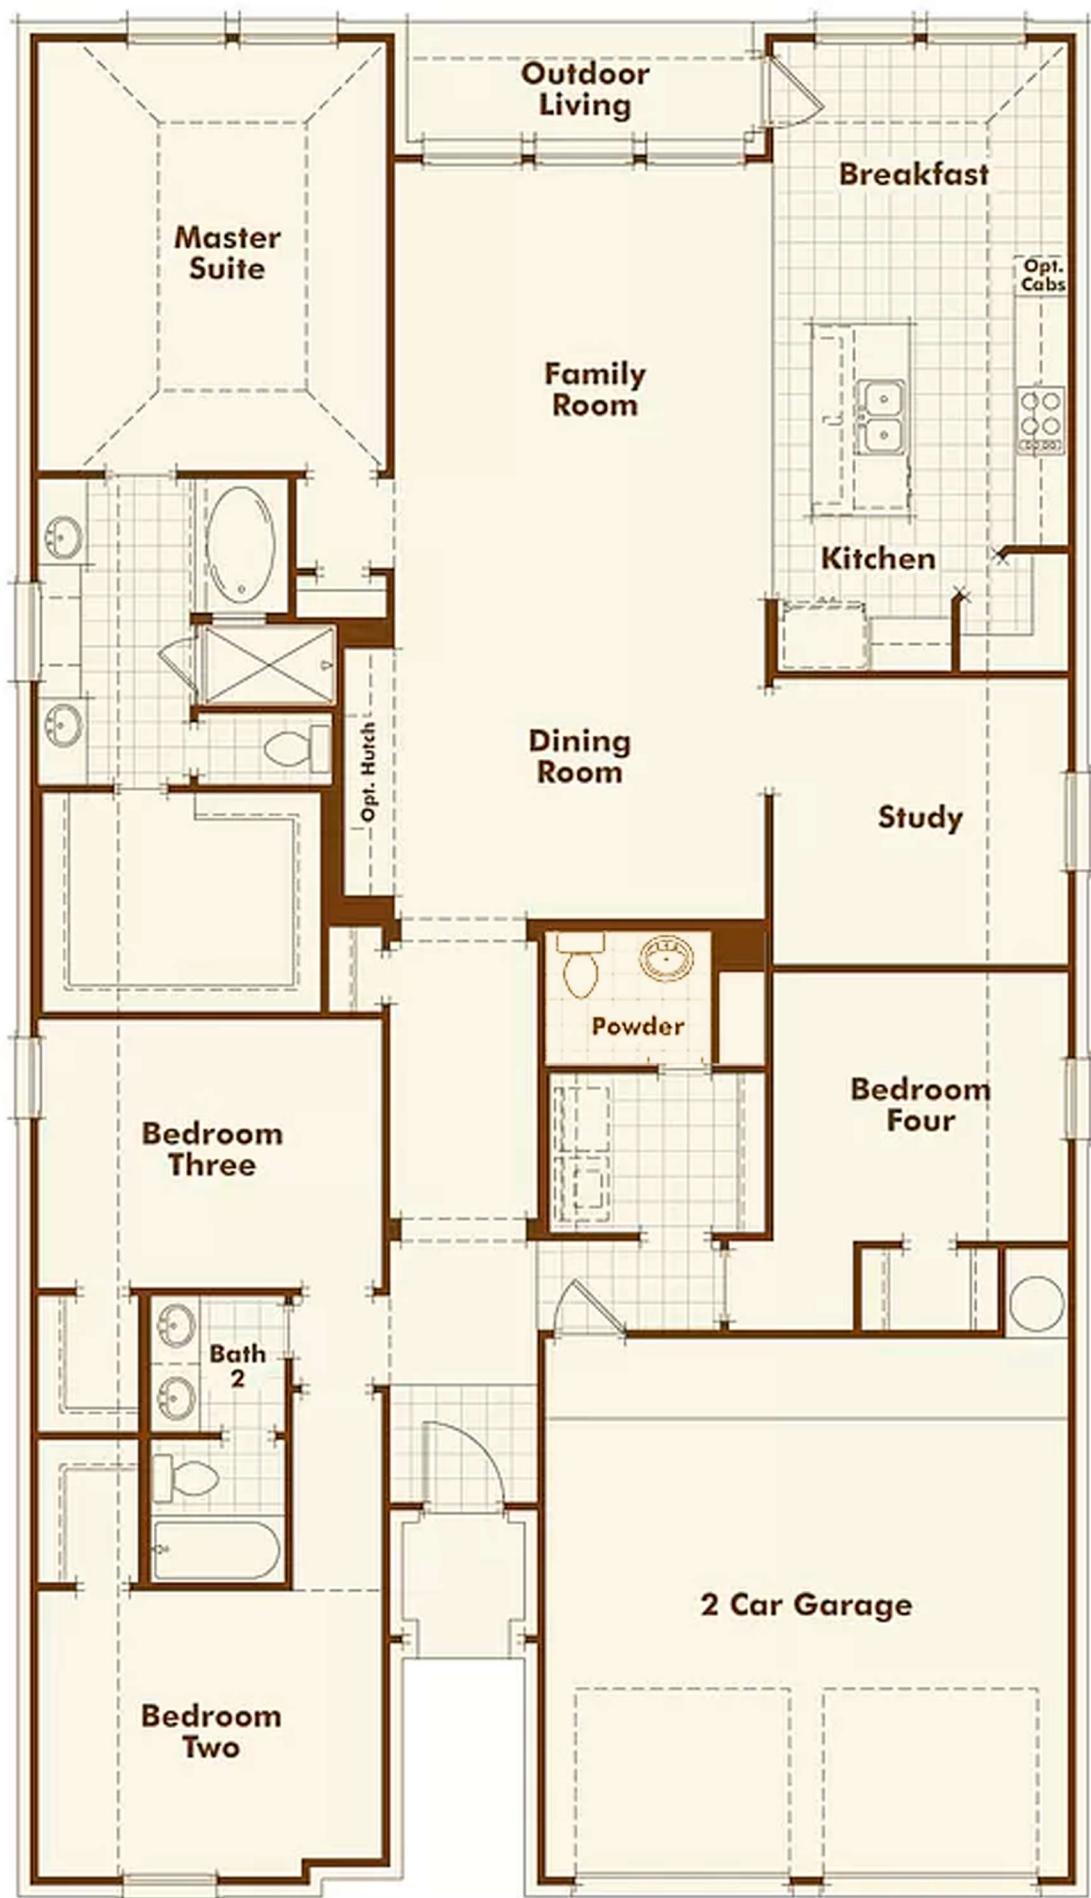 Outdoor
Living
Breakfast
Master
Suite
Opt.
Cabs
Family
Room
Kitchen
Dining
Room
Opt. Hutch
Study
Powder
Bedroom
Four
Bedroom
Three
Bath
2
2 Car Garage
Bedroom
Two